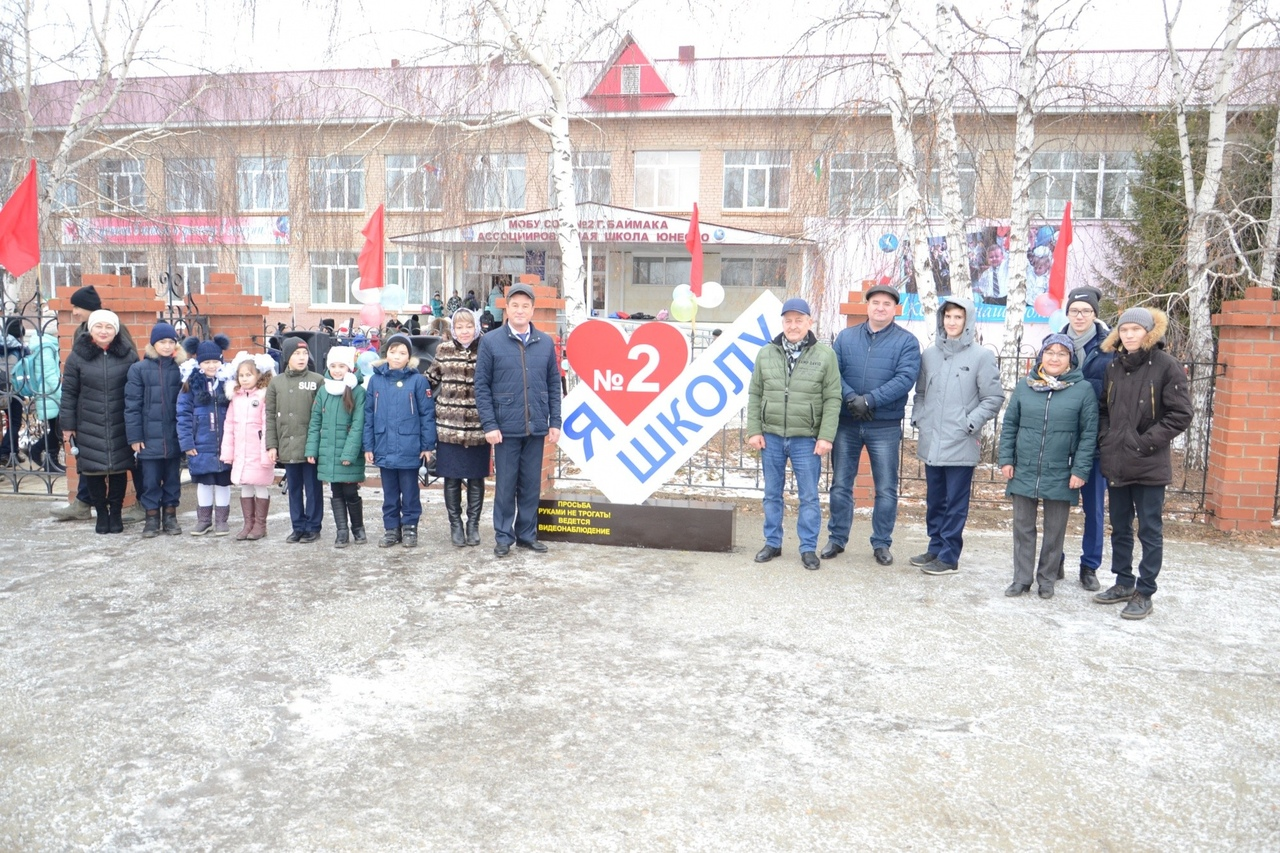 МОБУ СОШ №2 Г. БАЙМАКА
АССОЦИИРОВАННАЯ ШКОЛА ЮНЕСКО
№2
Я
ШКОЛУ
ПРОСЬБА
РУКАМИ НЕ ТРОГАТЬ!
ВЕДЕТСЯ
ВИДЕОНАБЛЮДЕНИЕ
SUB